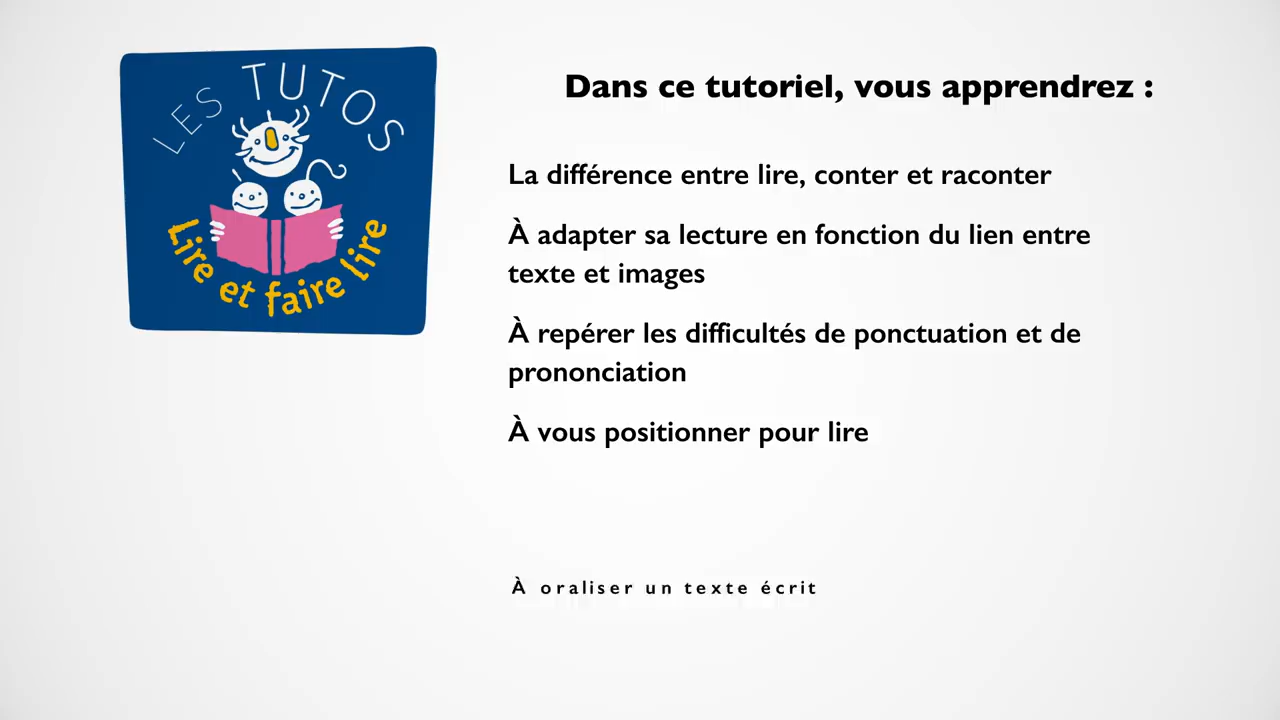 LES TUTOS
Lire et faire lire
Dans ce tutoriel, vous apprendrez :
La différence entre lire, conter et raconter
À adapter sa lecture en fonction du lien entre
texte et images
À repérer les difficultés de ponctuation et de
prononciation
À vous positionner pour lire
À oraliser un texte écrit